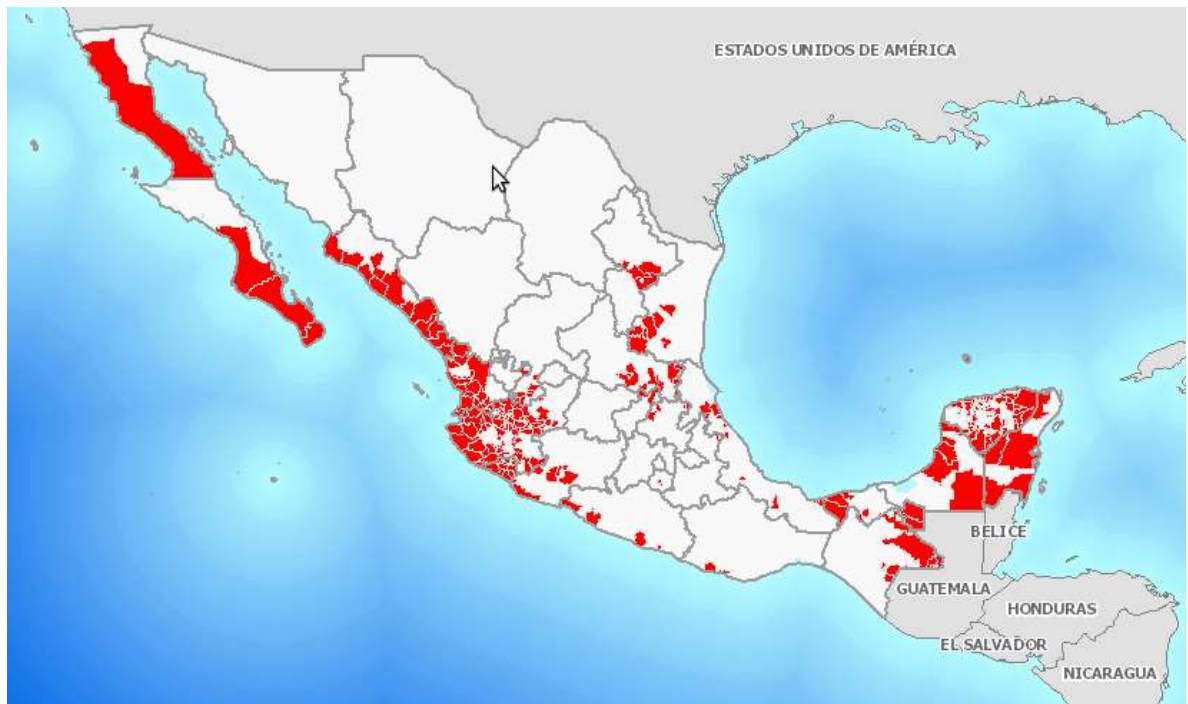 ESTADOS UNIDOS DE AMÉRICA
BELICE
GUATEMALA
HONDURAS
EL SALVADOR
NICARAGUA